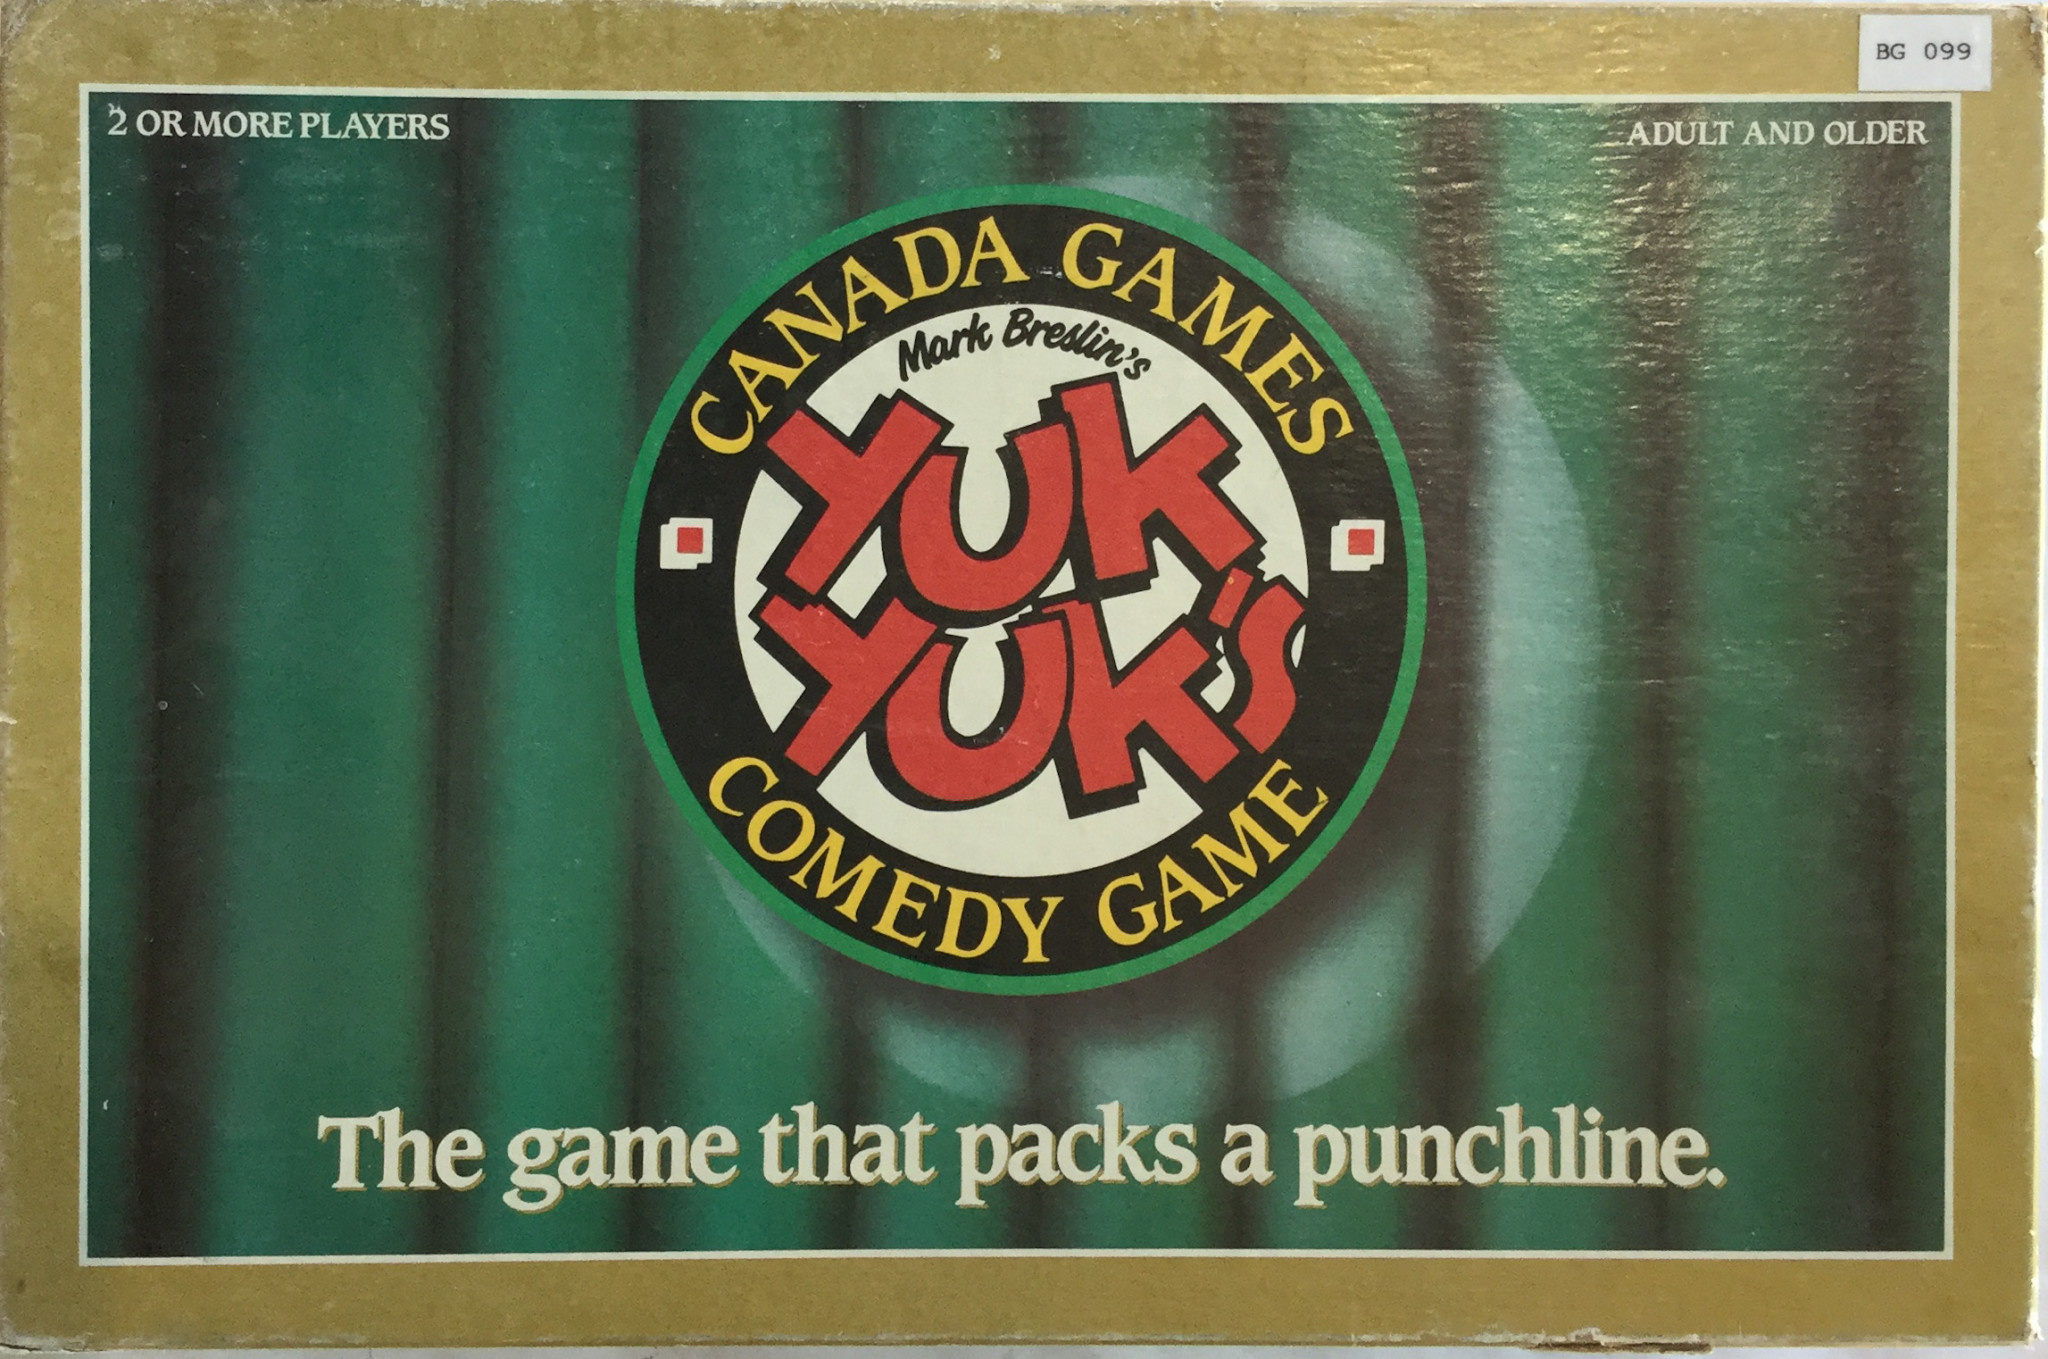 BG 099
2 OR MORE PLAYERS
ADULT AND OLDER
CANADA GAMES
Mark Breslin's
YUK
YUK'S
COMEDY GAME
The game that packs a punchline.